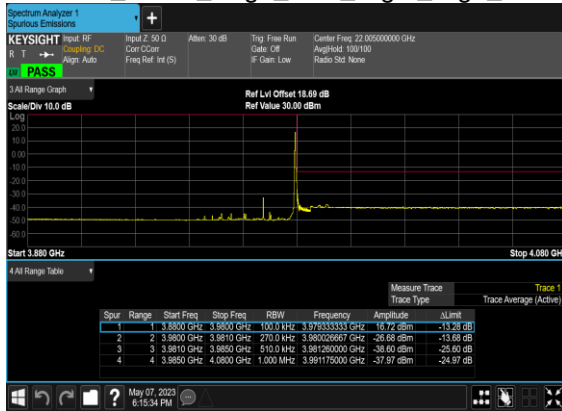 Spectrum Analyzer 1
Spurious Emissions
+
KEYSIGHT Input: RF Input Z: 50 Ω Atten: 30 dB Trig: Free Run Center Freq: 22.005000000 GHz
R T Coupling: DC Corr CCorr Gate: Off Avg|Hold: 100/100
Align: Auto Freq Ref: Int (S) IF Gain: Low Radio Std: None
PASS
3 All Range Graph
Ref Lvl Offset 18.69 dB
Scale/Div 10.0 dB Ref Value 30.00 dBm
Log
20.0
10.0
0.00
-10.0
-20.0
-30.0
-40.0
-50.0
-60.0
Start 3.880 GHz Stop 4.080 GH
4 All Range Table
Measure Trace Trace 1
Trace Type Trace Average (Active)
Spur Range Start Freq Stop Freq RBW Frequency Amplitude ΔLimit
1 1 3.8800 GHz 3.9800 GHz 100.0 kHz 3.979333333 GHz 16.72 dBm -13.28 dB
2 2 3.9800 GHz 3.9810 GHz 270.0 kHz 3.980026667 GHz -26.68 dBm -13.68 dB
3 3 3.9810 GHz 3.9850 GHz 510.0 kHz 3.981260000 GHz -38.60 dBm -25.60 dB
4 4 3.9850 GHz 4.0800 GHz 1.000 MHz 3.991175000 GHz -37.97 dBm -24.97 dB
? May 07, 2023
6:15:34 PM